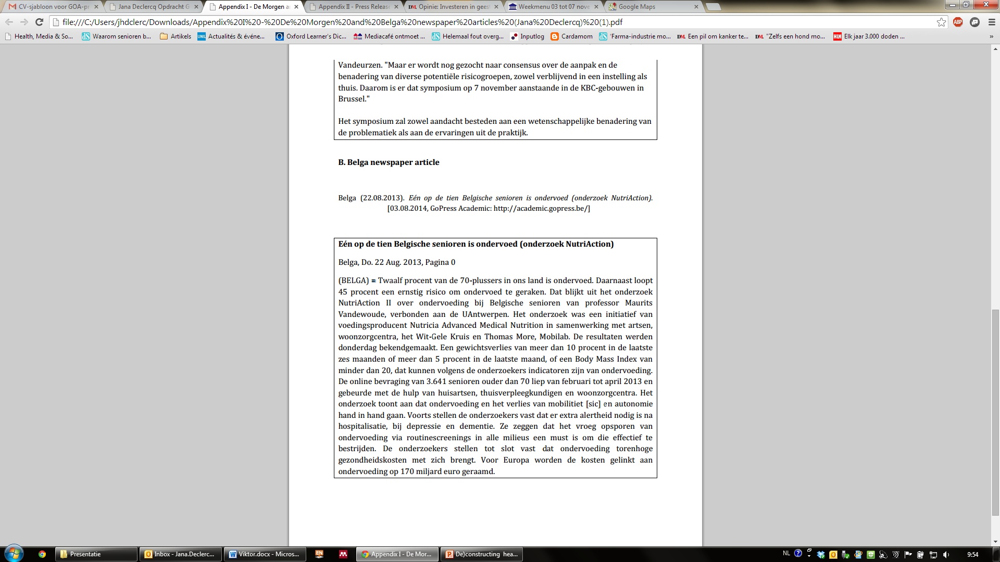 CV-sjabloon voor GOA-pr
Jana Declercq Opdracht G
Appendix I - De Morgen a
Appendix II - Press Release
Opinie: Investeren in gees
Weekmenu 03 tot 07 nove
Google Maps
file:///C:/Users/jhdclerc/Downloads/Appendix%20I%20-%20De%20Morgen%20and%20Belga%20newspaper%20articles%20(Jana%20Declercq)%20(1).pdf
Health, Media & So...
Waarom senioren b...
Artikels
Actualités & événe...
Oxford Learner's Dic...
Mediacafé ontmoet ...
Helemaal fout overg...
Inputlog
Cardamom
'Farma-industrie mo...
Een pil om kanker te...
"Zelfs een hond mo...
Elk jaar 3.000 doden ...
Vandeurzen. "Maar er wordt nog gezocht naar consensus over de aanpak en de
benadering van diverse potentiële risicogroepen, zowel verblijvend in een instelling als
thuis. Daarom is er dat symposium op 7 november aanstaande in de KBC-gebouwen in
Brussel."
Het symposium zal zowel aandacht besteden aan een wetenschappelijke benadering van
de problematiek als aan de ervaringen uit de praktijk.
B. Belga newspaper article
Belga (22.08.2013). Eén op de tien Belgische senioren is ondervoed (onderzoek NutriAction).
[03.08.2014, GoPress Academic: http://academic.gopress.be/]
Eén op de tien Belgische senioren is ondervoed (onderzoek NutriAction)
Belga, Do. 22 Aug. 2013, Pagina 0
(BELGA) = Twaalf procent van de 70-plussers in ons land is ondervoed. Daarnaast loopt
45 procent een ernstig risico om ondervoed te geraken. Dat blijkt uit het onderzoek
NutriAction II over ondervoeding bij Belgische senioren van professor Maurits
Vandewoude, verbonden aan de UAntwerpen. Het onderzoek was een initiatief van
voedingsproducent Nutricia Advanced Medical Nutrition in samenwerking met artsen,
woonzorgcentra, het Wit-Gele Kruis en Thomas More, Mobilab. De resultaten werden
donderdag bekendgemaakt. Een gewichtsverlies van meer dan 10 procent in de laatste
zes maanden of meer dan 5 procent in de laatste maand, of een Body Mass Index van
minder dan 20, dat kunnen volgens de onderzoekers indicatoren zijn van ondervoeding.
De online bevraging van 3.641 senioren ouder dan 70 liep van februari tot april 2013 en
gebeurde met de hulp van huisartsen, thuisverpleegkundigen en woonzorgcentra. Het
onderzoek toont aan dat ondervoeding en het verlies van mobilitiet [sic] en autonomie
hand in hand gaan. Voorts stellen de onderzoekers vast dat er extra alertheid nodig is na
hospitalisatie, bij depressie en dementie. Ze zeggen dat het vroeg opsporen van
ondervoeding via routinescreenings in alle milieus een must is om die effectief te
bestrijden. De onderzoekers stellen tot slot vast dat ondervoeding torenhoge
gezondheidskosten met zich brengt. Voor Europa worden de kosten gelinkt aan
ondervoeding op 170 miljard euro geraamd.
Presentatie
Inbox - Jana.Declerc...
Viktor.docx - Micros...
EN
Appendix I - De Mor...
De)constructing hea...
NL
9:54